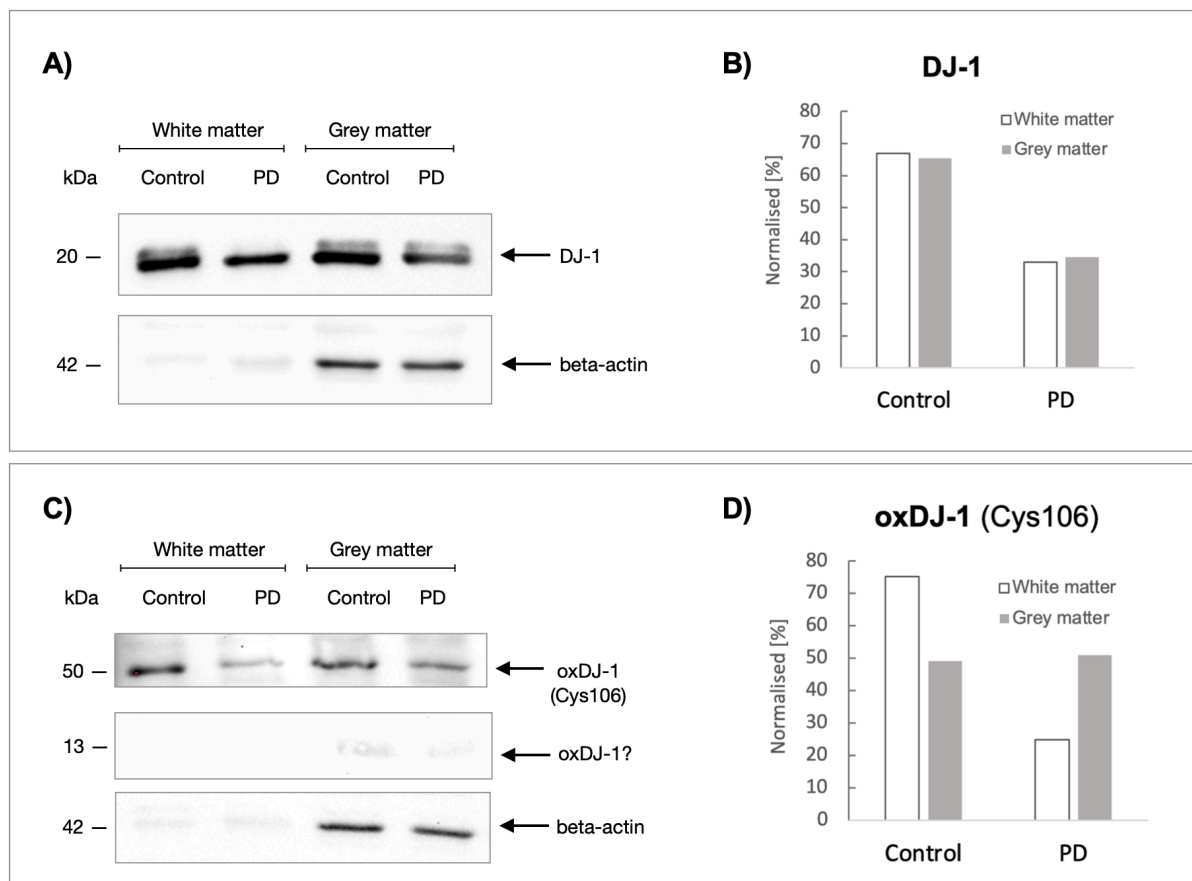 A)
White matter Grey matter
kDa Control PD Control PD
20 — DJ-1
42 — beta-actin
B)
DJ-1
Normalised [%]
80
70
60
50
40
30
20
10
0
White matter
Grey matter
Control PD
C)
White matter Grey matter
kDa Control PD Control PD
50 — oxDJ-1
(Cys106)
13 — oxDJ-1?
42 — beta-actin
D)
oxDJ-1 (Cys106)
Normalised [%]
80
70
60
50
40
30
20
10
0
White matter
Grey matter
Control PD